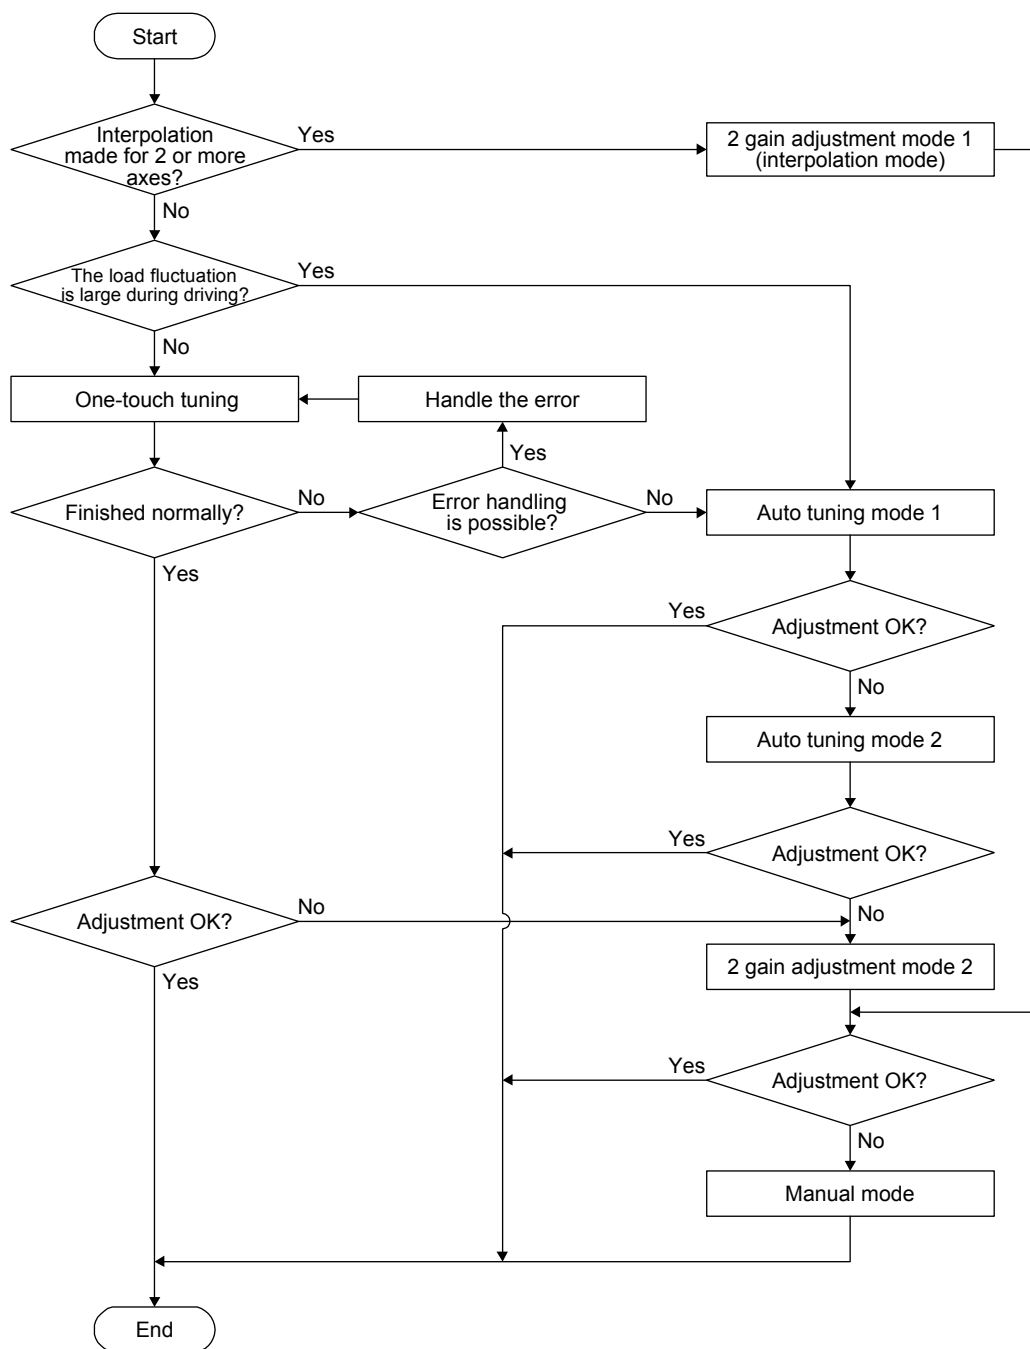 Start
Interpolation
made for 2 or more
axes?
Yes
2 gain adjustment mode 1
(interpolation mode)
No
The load fluctuation
is large during driving?
Yes
No
One-touch tuning
Handle the error
Yes
Finished normally?
No
Error handling
is possible?
No
Auto tuning mode 1
Yes
Yes
Adjustment OK?
No
Auto tuning mode 2
Yes
Adjustment OK?
No
Adjustment OK?
No
Yes
2 gain adjustment mode 2
Yes
Adjustment OK?
No
Manual mode
End